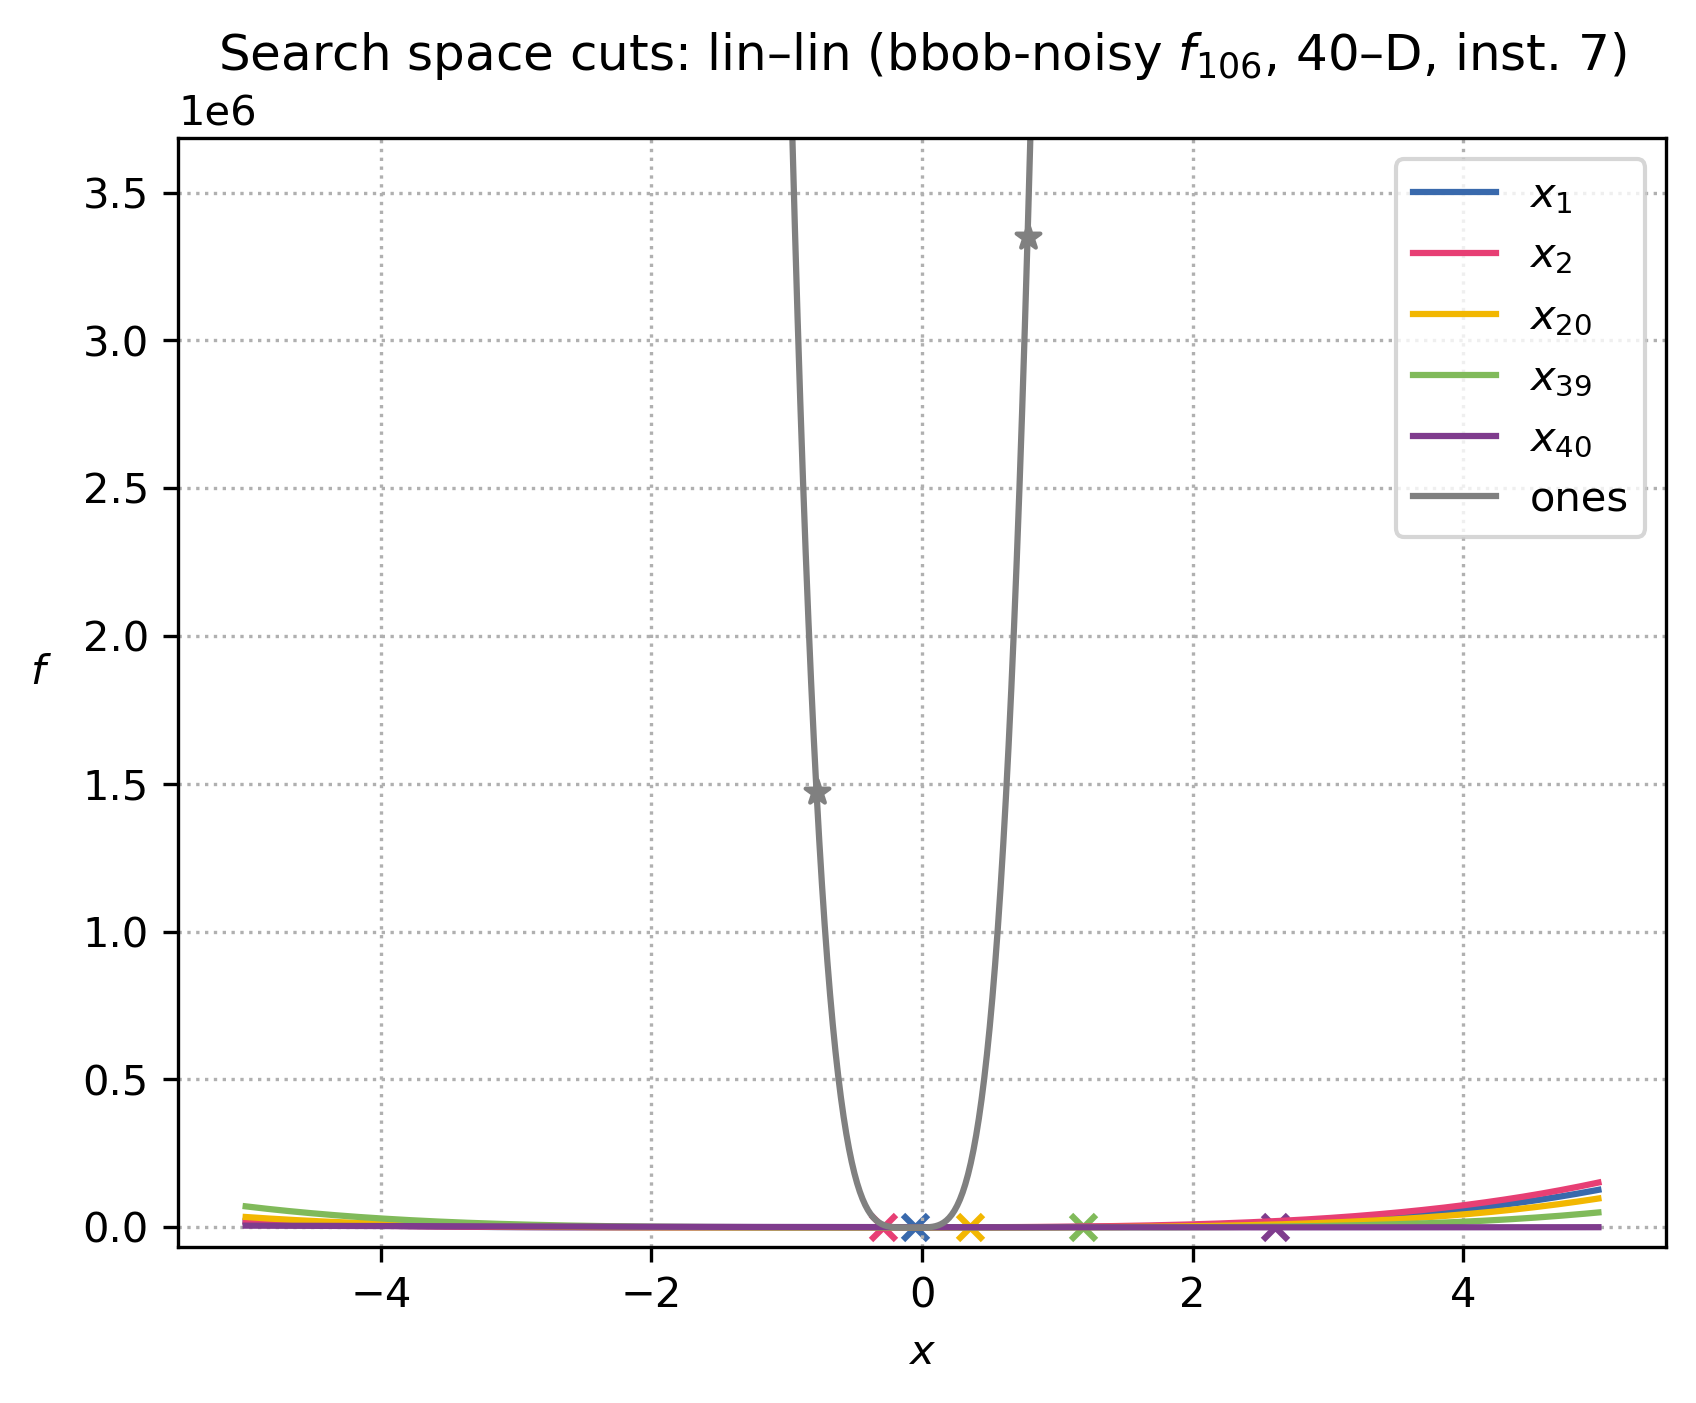 Search space cuts: lin–lin (bbob-noisy f₁₀₆, 40–D, inst. 7)
1e6
3.5
3.0
2.5
2.0
1.5
1.0
0.5
0.0
f
−4
−2
0
2
4
x
x₁
x₂
x₂₀
x₃₉
x₄₀
ones